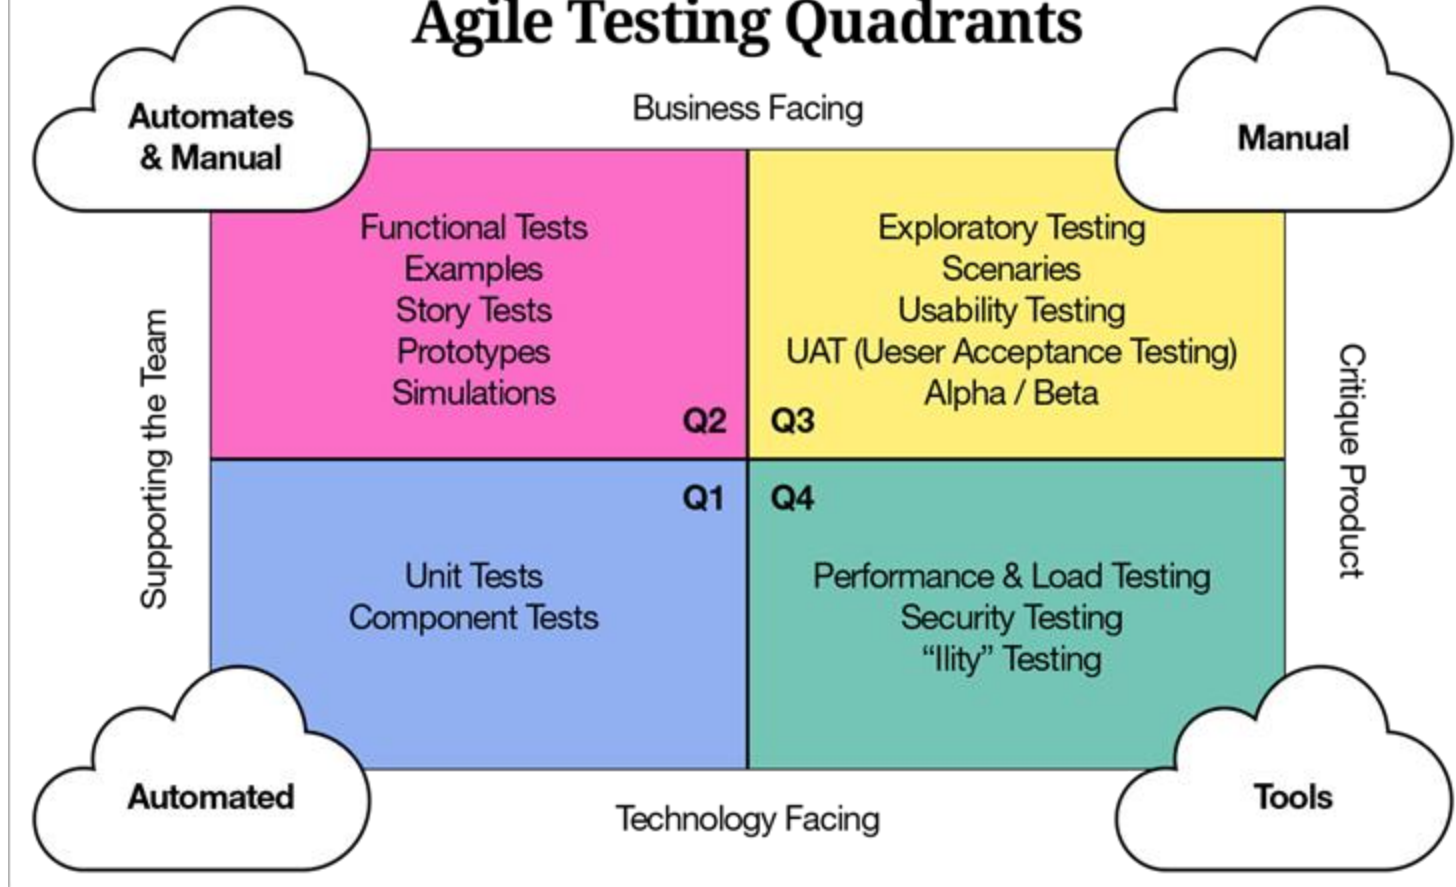 Agile Testing Quadrants
Automates
& Manual
Business Facing
Manual
Functional Tests
Examples
Story Tests
Prototypes
Simulations
Q2
Exploratory Testing
Scenaries
Usability Testing
UAT (Ueser Acceptance Testing)
Alpha / Beta
Q3
Supporting the Team
Critique Product
Q1
Unit Tests
Component Tests
Q4
Performance & Load Testing
Security Testing
“Ility” Testing
Automated
Technology Facing
Tools